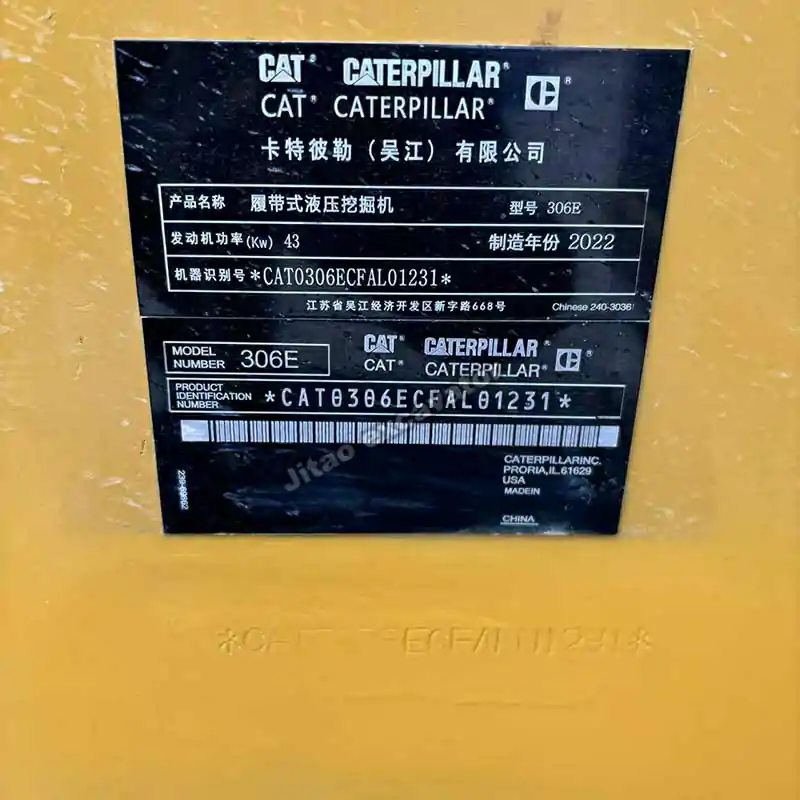 CAT® CATERPILLAR® C®
CAT® CATERPILLAR®
卡特彼勒（吴江）有限公司
产品名称 履带式液压挖掘机 型号 306E
发动机功率(Kw) 43 制造年份 2022
机器识别号 *CAT0306ECFAL01231*
江苏省吴江经济开发区新字路668号 Chinese 240-3036
MODEL NUMBER 306E
CAT® CATERPILLAR® C®
CAT® CATERPILLAR®
PRODUCT
IDENTIFICATION
NUMBER
*CAT0306ECFAL01231*
Jitao excavator
CATERPILLARINC.
PRORIA,IL.61629
USA
MADEIN
CHINA